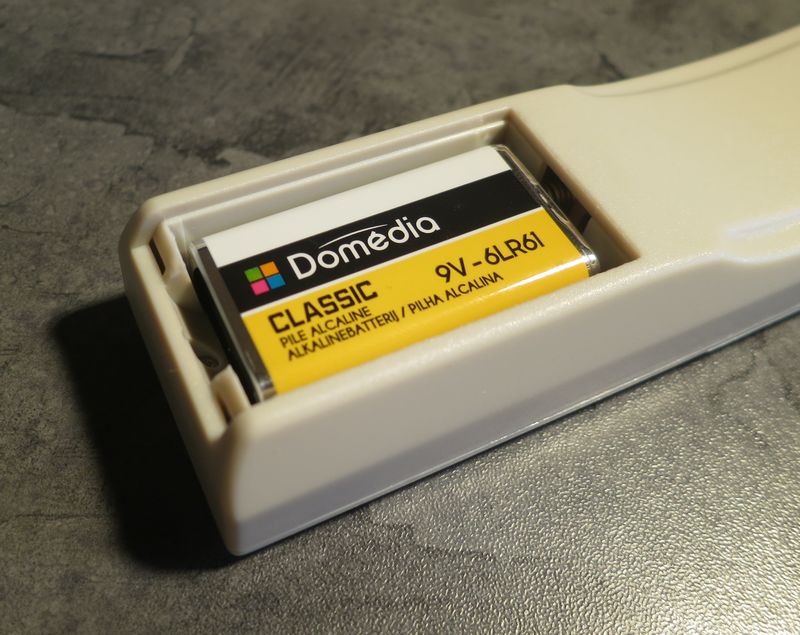 Domédia
CLASSIC
9V - 6LR61
PILE ALCALINE
ALKALINEBATTERIJ / PILHA ALCALINA